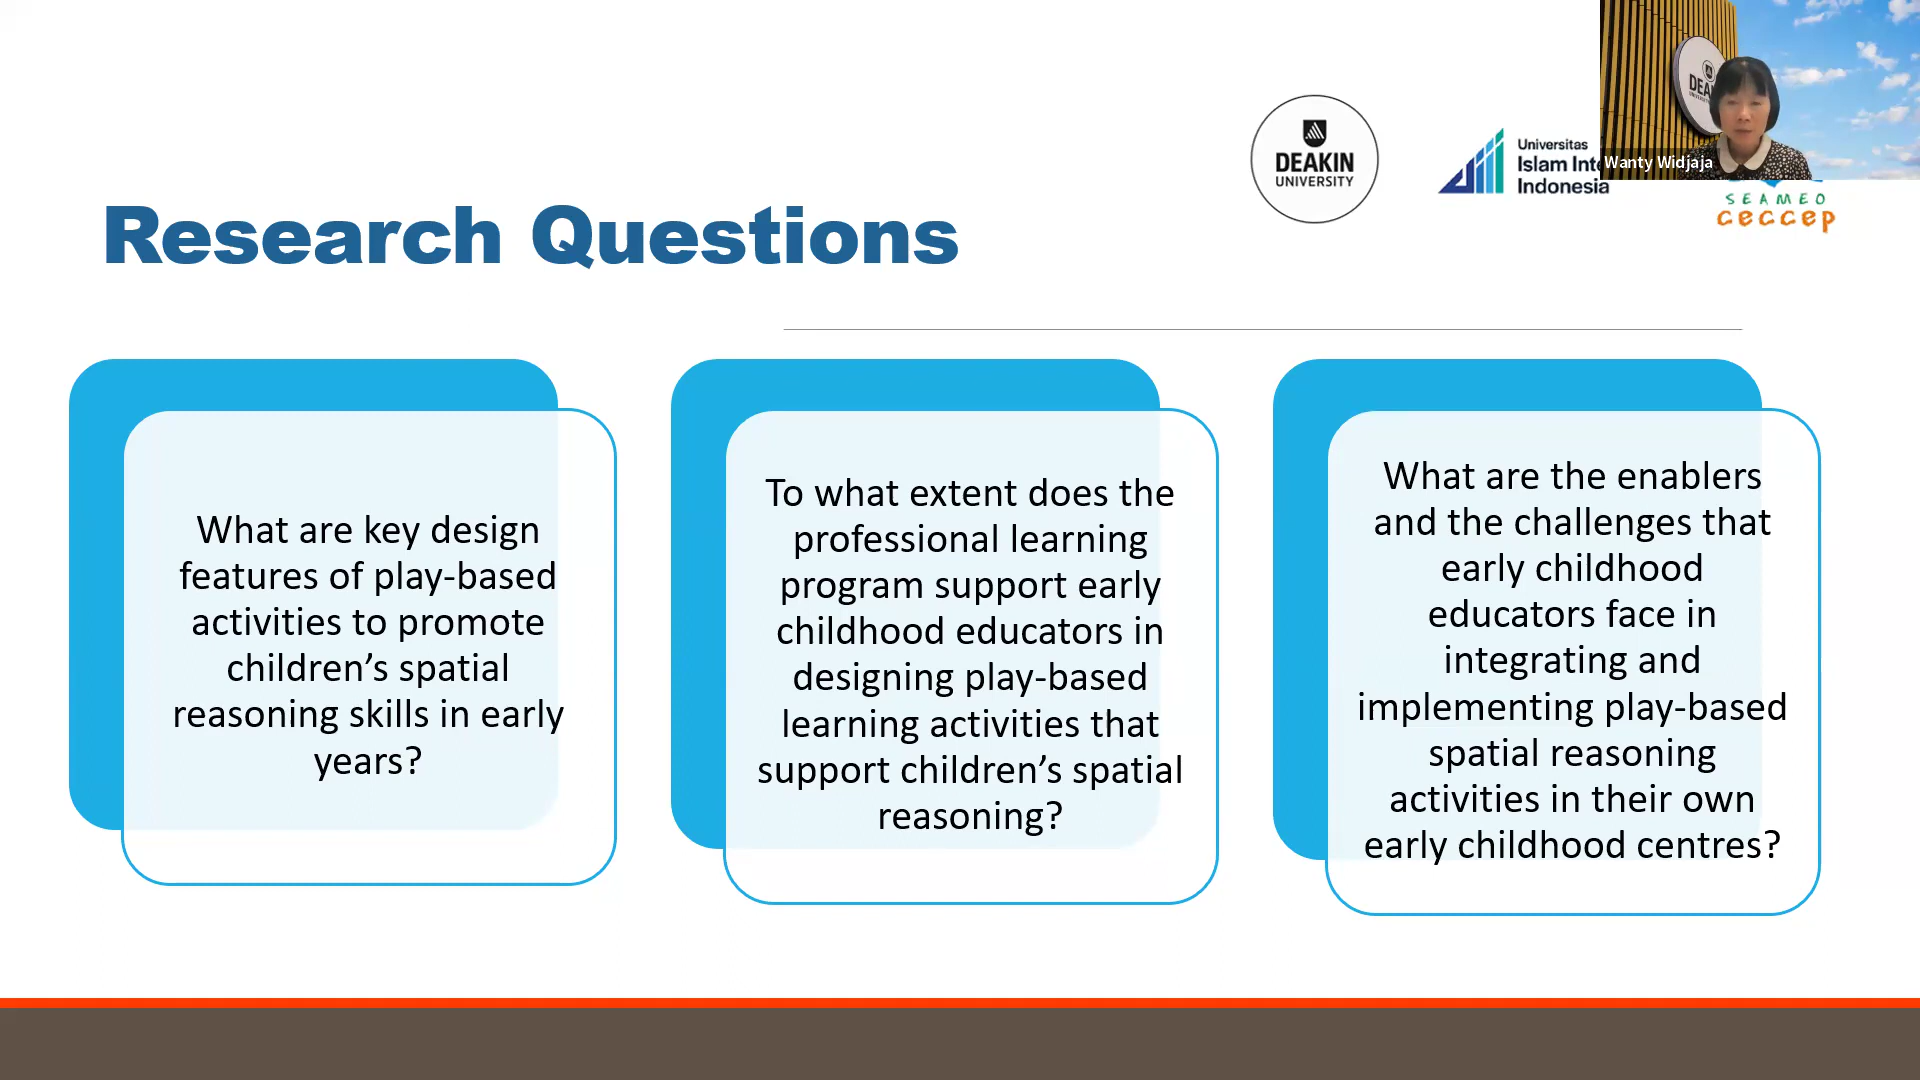 DEAKIN
UNIVERSITY
Universitas
Islam
Indonesia
Wanty Widjaja
SEAMEO
ceccep
Research Questions
What are key design
features of play-based
activities to promote
children’s spatial
reasoning skills in early
years?
To what extent does the
professional learning
program support early
childhood educators in
designing play-based
learning activities that
support children’s spatial
reasoning?
What are the enablers
and the challenges that
early childhood
educators face in
integrating and
implementing play-based
spatial reasoning
activities in their own
early childhood centres?